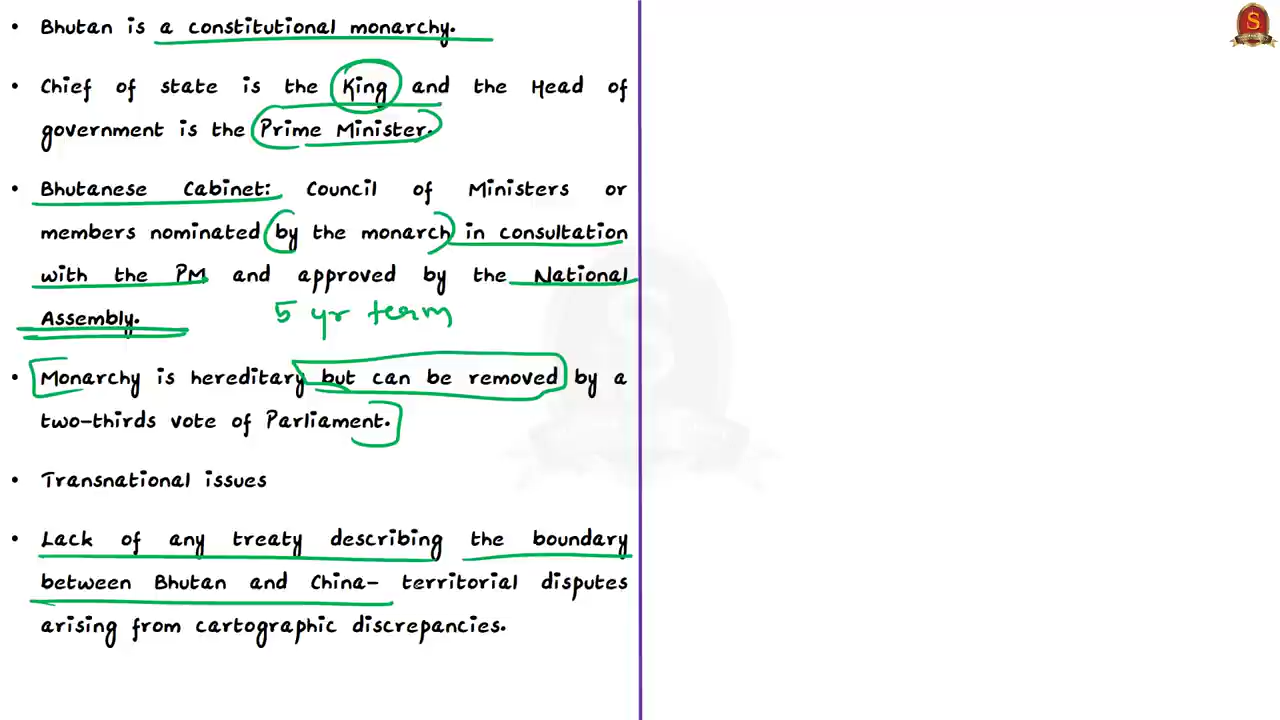 • Bhutan is a constitutional monarchy.
• Chief of state is the King and the Head of
government is the Prime Minister.
• Bhutanese Cabinet: Council of Ministers or
members nominated by the monarch in consultation
with the PM and approved by the National
Assembly. 5 yr term
• Monarchy is hereditary but can be removed by a
two-thirds vote of Parliament.
• Transnational issues
• Lack of any treaty describing the boundary
between Bhutan and China- territorial disputes
arising from cartographic discrepancies.